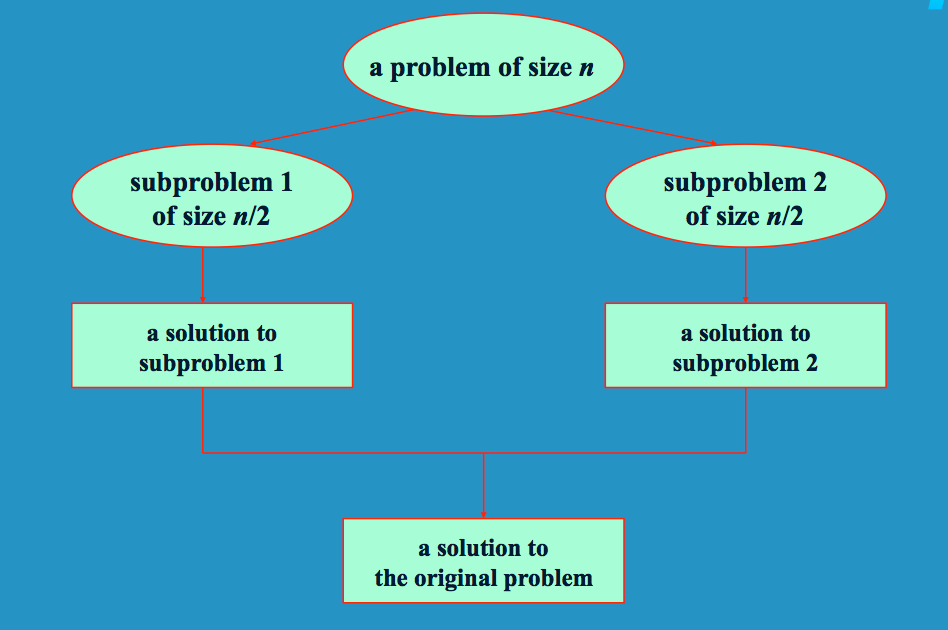 a problem of size n
subproblem 1
of size n/2
subproblem 2
of size n/2
a solution to
subproblem 1
a solution to
subproblem 2
a solution to
the original problem